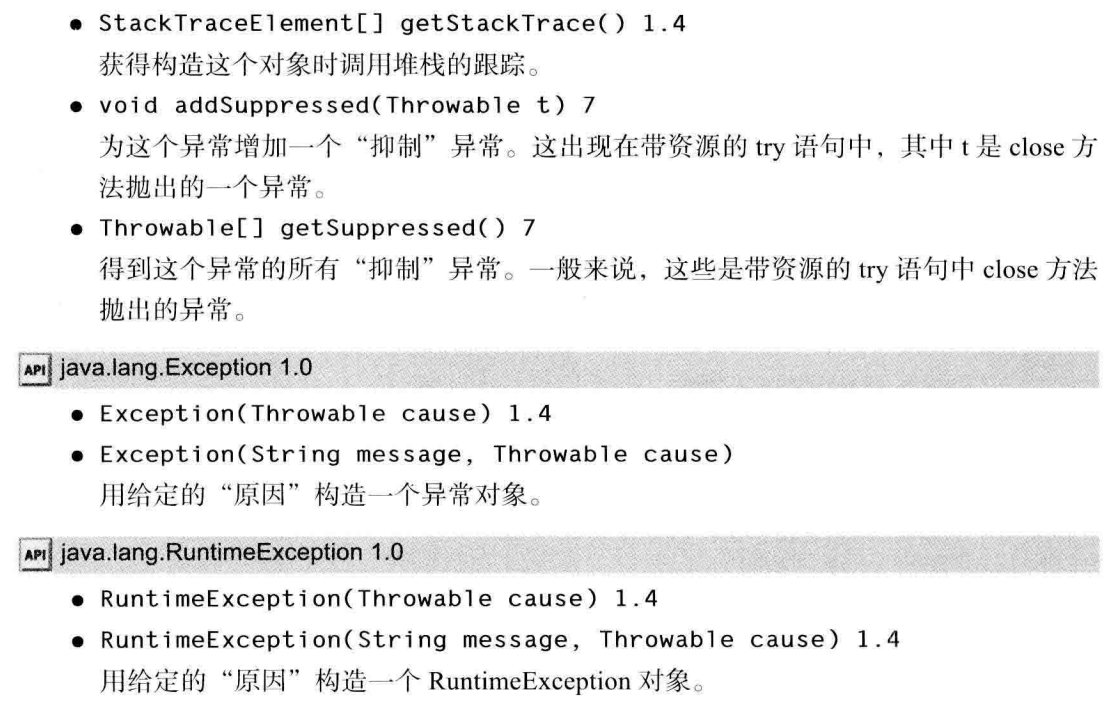 ● StackTraceElement[] getStackTrace() 1.4
获得构造这个对象时调用堆栈的跟踪。
● void addSuppressed(Throwable t) 7
为这个异常增加一个“抑制”异常。这出现在带资源的 try 语句中，其中 t 是 close 方
法抛出的一个异常。
● Throwable[] getSuppressed() 7
得到这个异常的所有“抑制”异常。一般来说，这些是带资源的 try 语句中 close 方法
抛出的异常。
API java.lang.Exception 1.0
● Exception(Throwable cause) 1.4
● Exception(String message, Throwable cause)
用给定的“原因”构造一个异常对象。
API java.lang.RuntimeException 1.0
● RuntimeException(Throwable cause) 1.4
● RuntimeException(String message, Throwable cause) 1.4
用给定的“原因”构造一个 RuntimeException 对象。